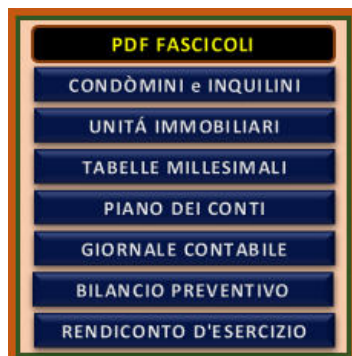 PDF FASCICOLI
CONDÒMINI e INQUILINI
UNITÁ IMMOBILIARI
TABELLE MILLESIMALI
PIANO DEI CONTI
GIORNALE CONTABILE
BILANCIO PREVENTIVO
RENDICONTO D'ESERCIZIO